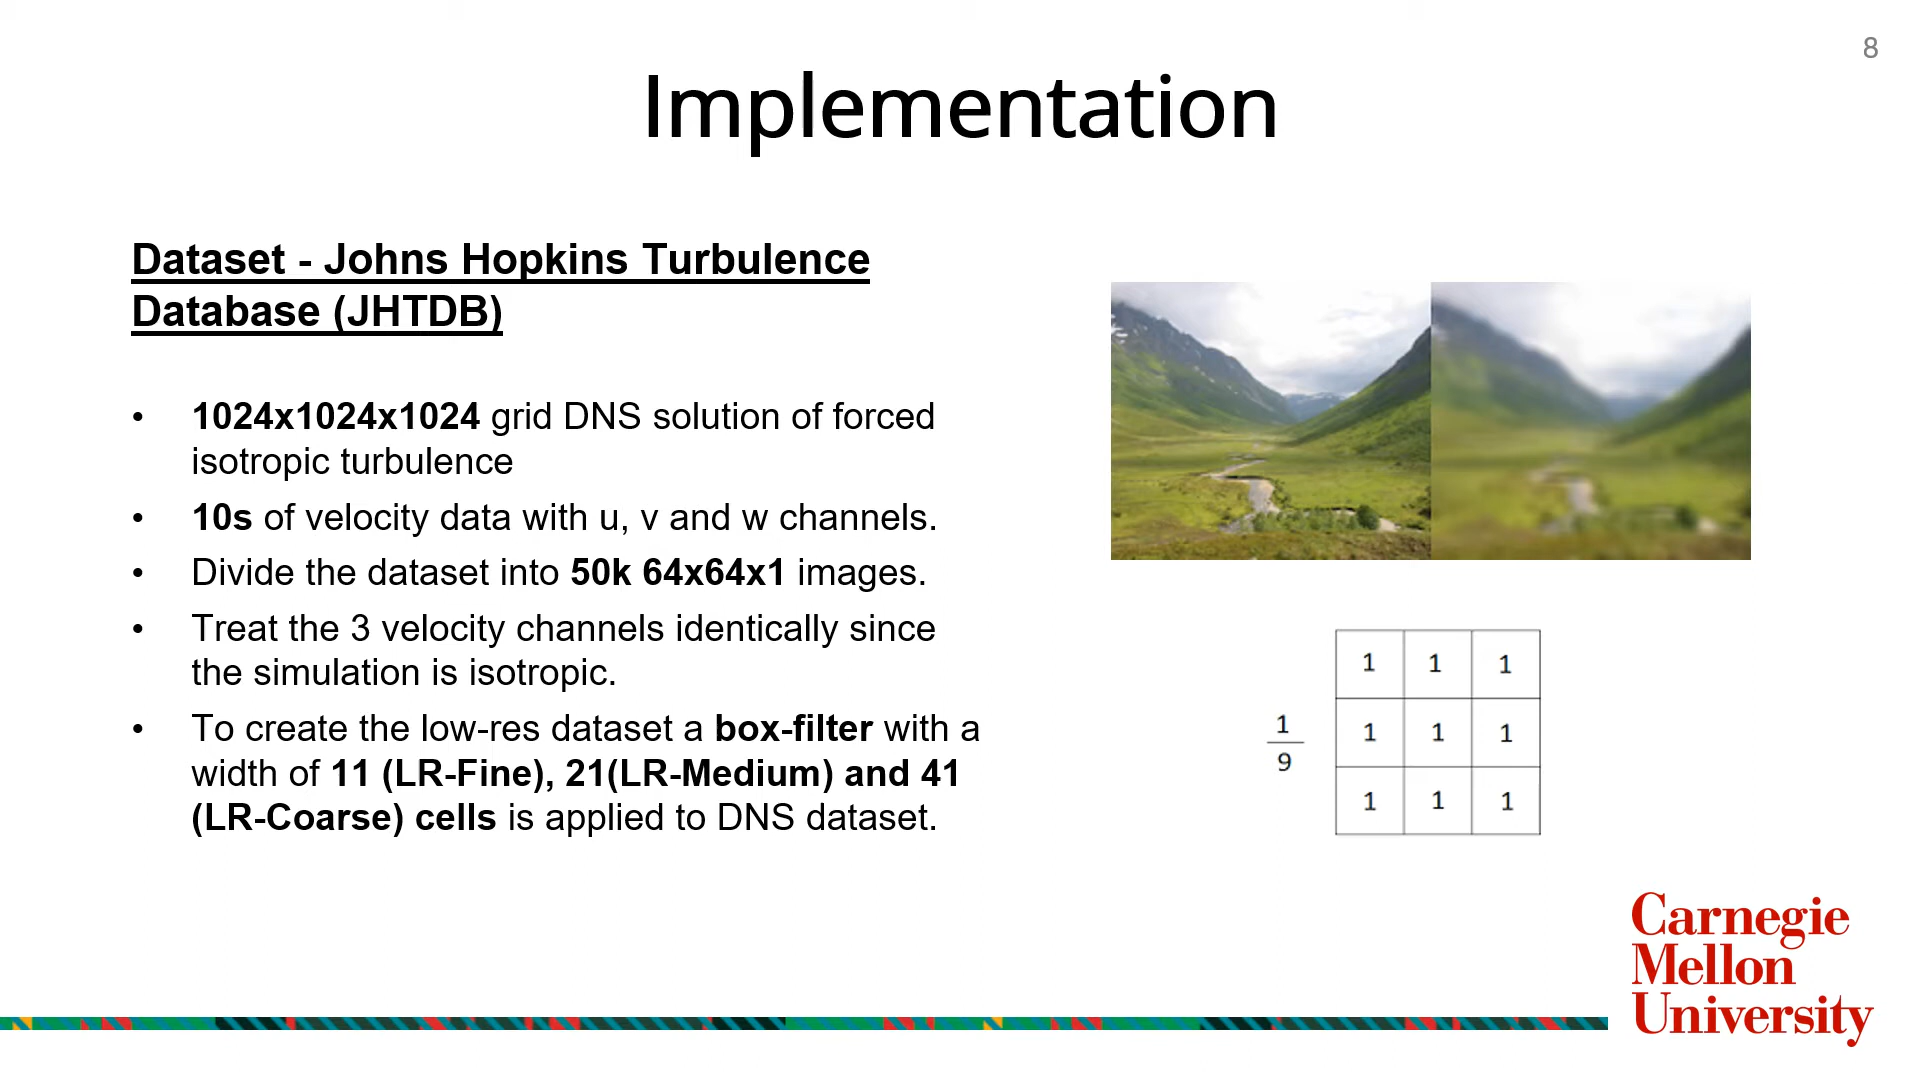 8
Implementation
Dataset - Johns Hopkins Turbulence
Database (JHTDB)
• 1024x1024x1024 grid DNS solution of forced
isotropic turbulence
• 10s of velocity data with u, v and w channels.
• Divide the dataset into 50k 64x64x1 images.
• Treat the 3 velocity channels identically since
the simulation is isotropic.
• To create the low-res dataset a box-filter with a
width of 11 (LR-Fine), 21(LR-Medium) and 41
(LR-Coarse) cells is applied to DNS dataset.
1 1 1
1
9
1 1 1
1 1 1
Carnegie
Mellon
University